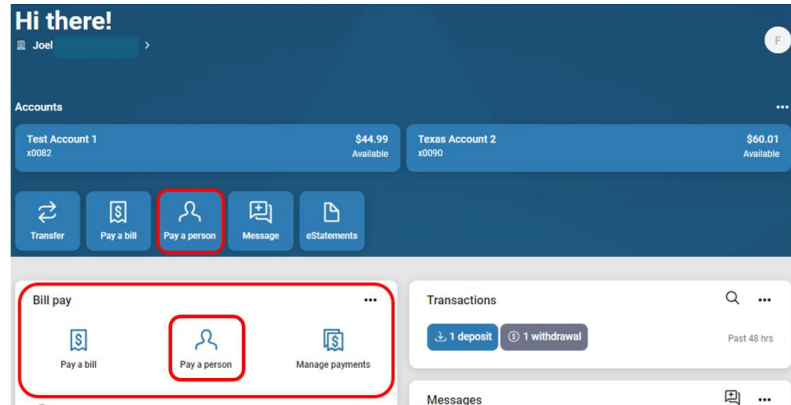 Hi there!
Joel
F
Accounts
Test Account 1 $44.99
x0082 Available
Texas Account 2 $60.01
x0090 Available
Transfer
Pay a bill
Pay a person
Message
eStatements
Bill pay
Pay a bill
Pay a person
Manage payments
Transactions
1 deposit
1 withdrawal
Past 48 hrs
Messages